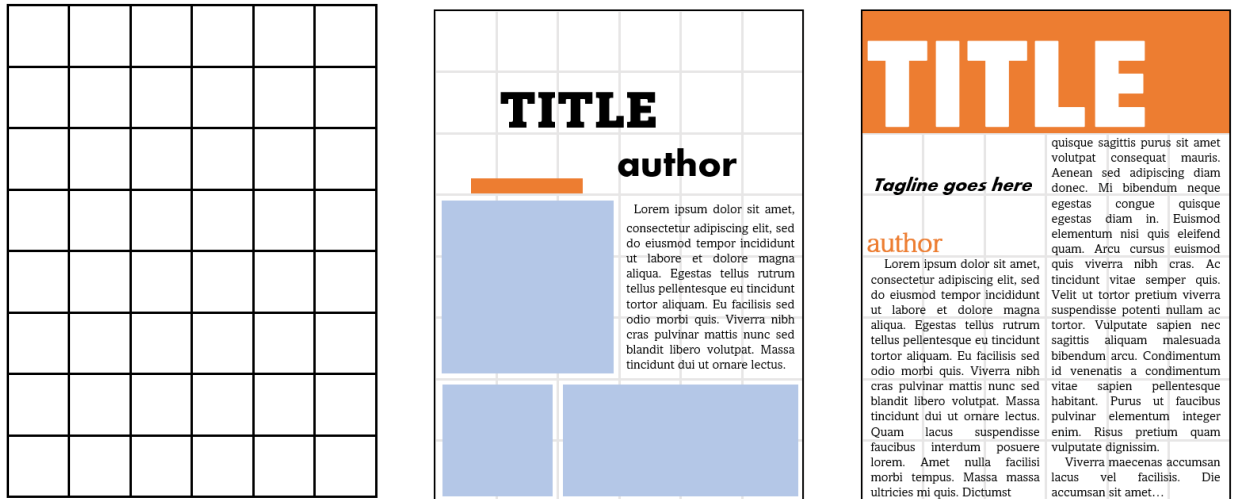 TITLE
author
Lorem ipsum dolor sit amet,
consectetur adipiscing elit, sed
do eiusmod tempor incididunt
ut labore et dolore magna
aliqua. Egestas tellus rutrum
tellus pellentesque eu tincidunt
tortor aliquam. Eu facilisis sed
odio morbi quis. Viverra nibh
cras pulvinar mattis nunc sed
blandit libero volutpat. Massa
tincidunt dui ut ornare lectus.
TITLE
Tagline goes here
author
Lorem ipsum dolor sit amet,
consectetur adipiscing elit, sed
do eiusmod tempor incididunt
ut labore et dolore magna
aliqua. Egestas tellus rutrum
tellus pellentesque eu tincidunt
tortor aliquam. Eu facilisis sed
odio morbi quis. Viverra nibh
cras pulvinar mattis nunc sed
blandit libero volutpat. Massa
tincidunt dui ut ornare lectus.
Quam lacus suspendisse
faucibus interdum posuere
lorem. Amet nulla facilisi
morbi tempus. Massa massa
ultricies mi quis. Dictumst
quisque sagittis purus sit amet
volutpat consequat mauris.
Aenean sed adipiscing diam
donec. Mi bibendum neque
egestas congue quisque
egestas diam in. Euismod
elementum nisi quis eleifend
quam. Arcu cursus euismod
quis viverra nibh cras. Ac
tincidunt vitae semper quis.
Velit ut tortor pretium viverra
suspendisse potenti nullam ac
tortor. Vulputate sapien nec
sagittis aliquam malesuada
bibendum arcu. Condimentum
id venenatis a condimentum
vitae sapien pellentesque
habitant. Purus ut faucibus
pulvinar elementum integer
enim. Risus pretium quam
vulputate dignissim.
Viverra maecenas accumsan
lacus vel facilisis. Die
accumsan sit amet…